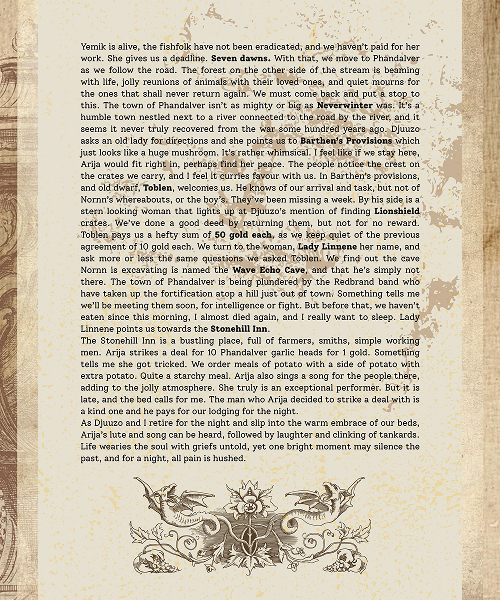 Yemik is alive, the fishfolk have not been eradicated, and we haven't paid for her
work. She gives us a deadline. Seven dawns. With that, we move to Phandalver
as we follow the road. The forest on the other side of the stream is beaming
with life, jolly reunions of animals with their loved ones, and quiet mourns for
the ones that shall never return again. We must come back and put a stop to
this. The town of Phandalver isn't as mighty or big as Neverwinter was. It's a
humble town nestled next to a river connected to the road by the river, and it
seems it never truly recovered from the war some hundred years ago. Djuuzo
asks an old lady for directions and she points us to Barthen's Provisions which
just looks like a huge mushroom. It's rather whimsical. I feel like if we stay here,
Arija would fit right in, perhaps find her peace. The people notice the crest on
the crates we carry, and I feel it curries favour with us. In Barthen's provisions,
and old dwarf, Toblen, welcomes us. He knows of our arrival and task, but not of
Nornn's whereabouts, or the boy's. They've been missing a week. By his side is a
stern looking woman that lights up at Djuuzo's mention of finding Lionshield
crates. We've done a good deed by returning them, but not for no reward.
Toblen pays us a hefty sum of 50 gold each, as we keep quiet of the previous
agreement of 10 gold each. We turn to the woman, Lady Linnene her name, and
ask more or less the same questions we asked Toblen. We find out the cave
Nornn is excavating is named the Wave Echo Cave, and that he's simply not
there. The town of Phandalver is being plundered by the Redbrand band who
have taken up the fortification atop a hill just out of town. Something tells me
we'll be meeting them soon, for intelligence or fight. But before that, we haven't
eaten since this morning, I almost died again, and I really want to sleep. Lady
Linnene points us towards the Stonehill Inn.
The Stonehill Inn is a bustling place, full of farmers, smiths, simple working
men. Arija strikes a deal for 10 Phandalver garlic heads for 1 gold. Something
tells me she got tricked. We order meals of potato with a side of potato with
extra potato. Quite a starchy meal. Arija also sings a song for the people there,
adding to the jolly atmosphere. She truly is an exceptional performer. But it is
late, and the bed calls for me. The man who Arija decided to strike a deal with is
a kind one and he pays for our lodging for the night.
As Djuuzo and I retire for the night and slip into the warm embrace of our beds,
Arija's lute and song can be heard, followed by laughter and clinking of tankards.
Life wearies the soul with griefs untold, yet one bright moment may silence the
past, and for a night, all pain is hushed.